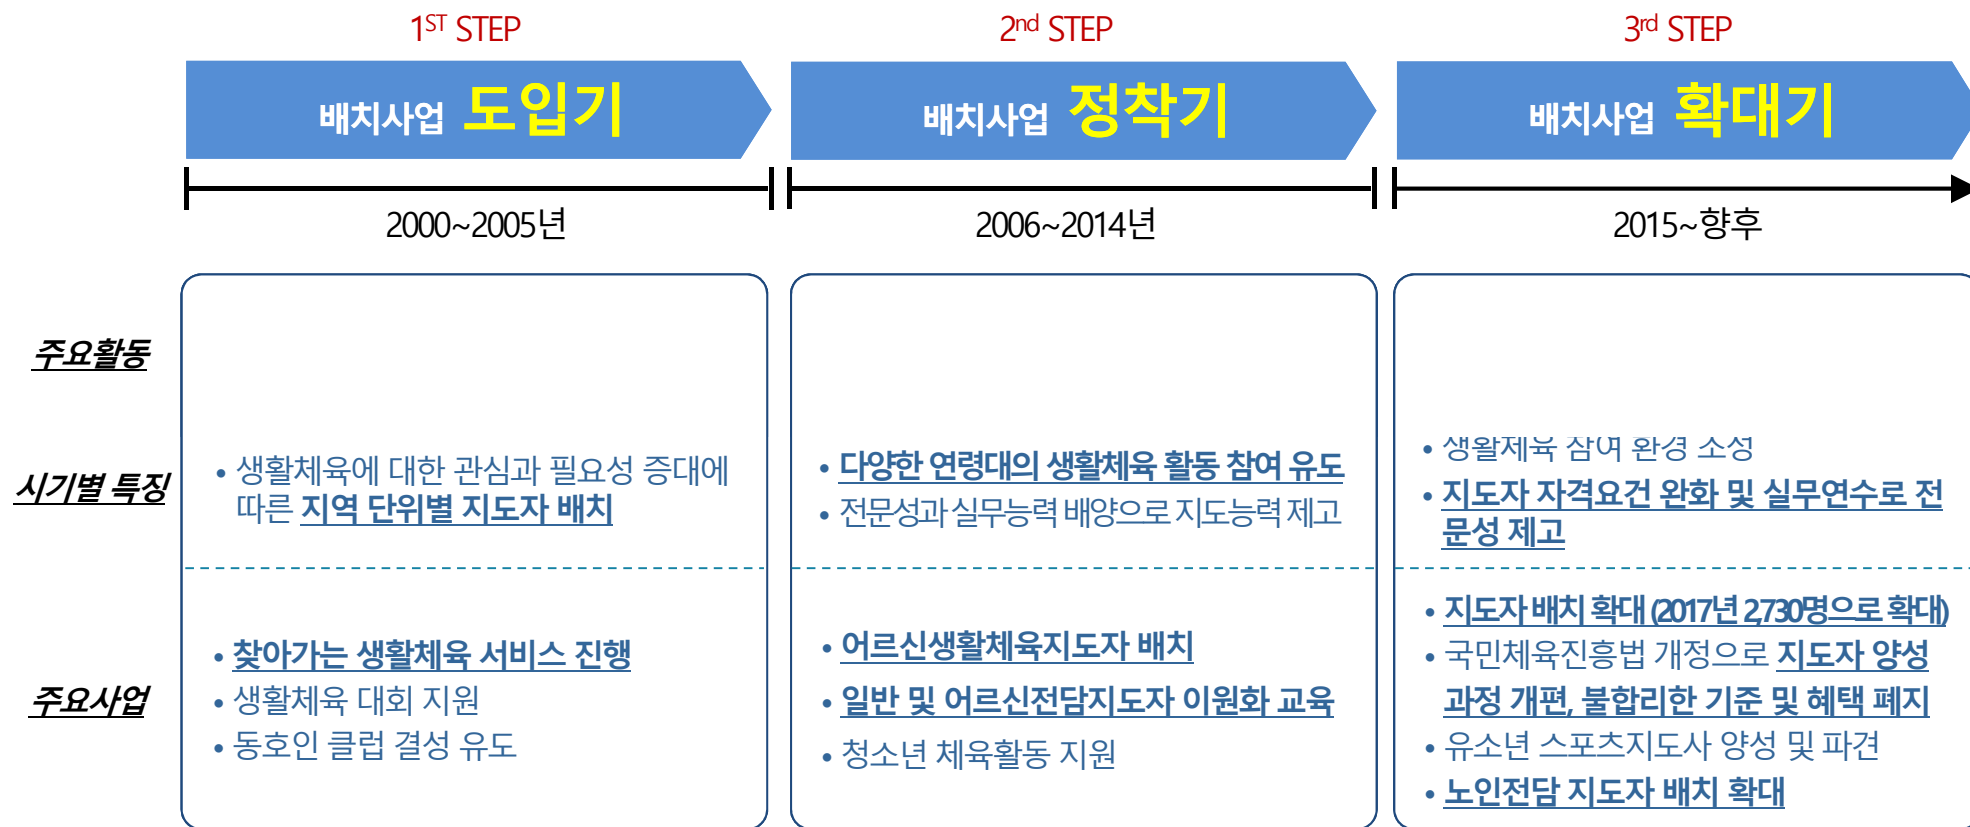 1ST STEP
2nd STEP
3rd STEP
배치사업 도입기
배치사업 정착기
배치사업 확대기
2000~2005년
2006~2014년
2015~향후
주요활동
시기별 특징
• 생활체육에 대한 관심과 필요성 증대에
따른 지역 단위별 지도자 배치
• 다양한 연령대의 생활체육 활동 참여 유도
• 전문성과 실무능력 배양으로 지도능력 제고
• 생활체육 참여 환경 조성
• 지도자 자격요건 완화 및 실무연수로 전
문성 제고
주요사업
• 찾아가는 생활체육 서비스 진행
• 생활체육 대회 지원
• 동호인 클럽 결성 유도
• 어르신생활체육지도자 배치
• 일반 및 어르신전담지도자 이원화 교육
• 청소년 체육활동 지원
• 지도자 배치 확대 (2017년 2,730명으로 확대)
• 국민체육진흥법 개정으로 지도자 양성
과정 개편, 불합리한 기준 및 혜택 폐지
• 유소년 스포츠지도사 양성 및 파견
• 노인전담 지도자 배치 확대